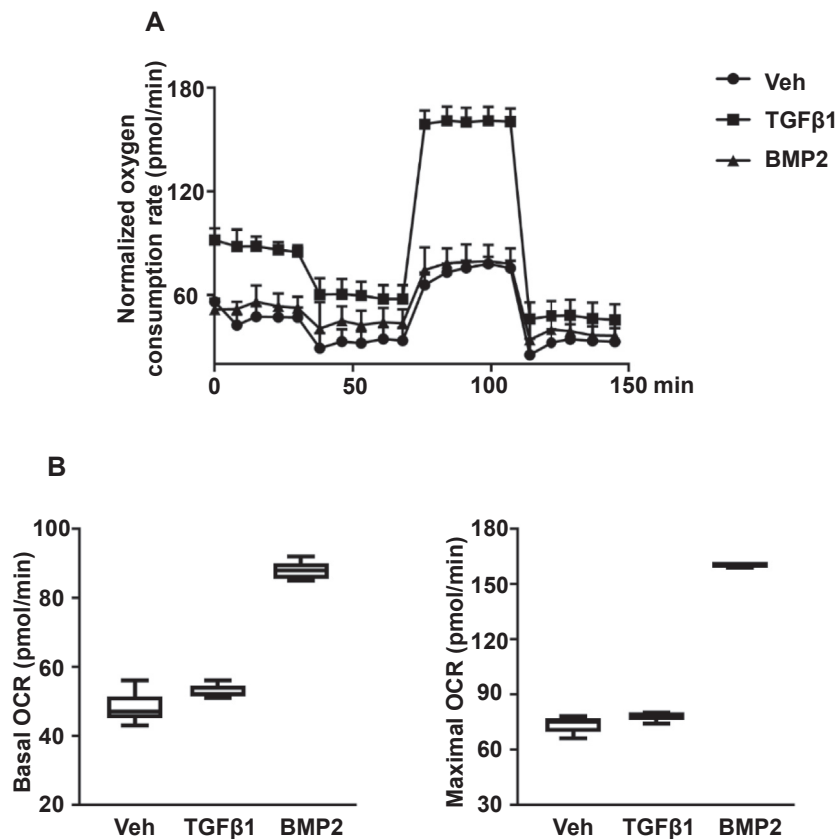 A
Normalized oxygen
consumption rate (pmol/min)
180
120
60
0
50
100
150 min
Veh
TGFβ1
BMP2
B
Basal OCR (pmol/min)
100
80
60
40
20
Veh
TGFβ1
BMP2
Maximal OCR (pmol/min)
180
150
120
90
60
30
Veh
TGFβ1
BMP2